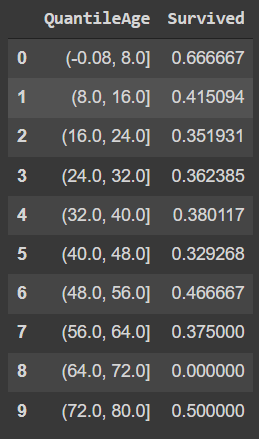 QuantileAge Survived
0 (-0.08, 8.0] 0.666667
1 (8.0, 16.0] 0.415094
2 (16.0, 24.0] 0.351931
3 (24.0, 32.0] 0.362385
4 (32.0, 40.0] 0.380117
5 (40.0, 48.0] 0.329268
6 (48.0, 56.0] 0.466667
7 (56.0, 64.0] 0.375000
8 (64.0, 72.0] 0.000000
9 (72.0, 80.0] 0.500000